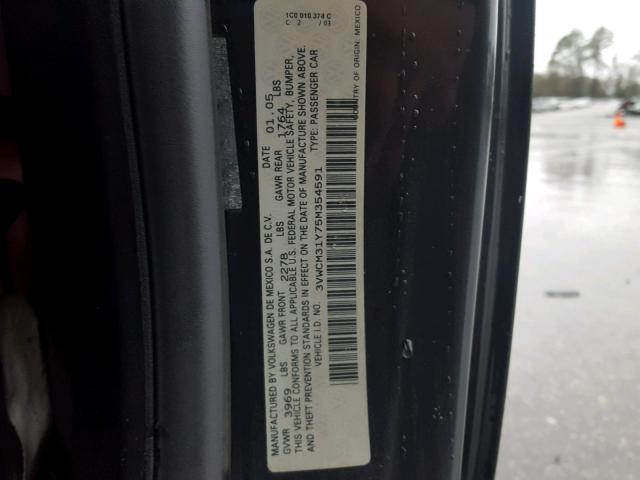 1C0 010 374 C
C 2 / 03
MANUFACTURED BY VOLKSWAGEN DE MEXICO S.A. DE C.V. DATE 01.05
GVWR 3969 LBS GAWR FRONT 2278 LBS GAWR REAR 1764 LBS
THIS VEHICLE CONFORMS TO ALL APPLICABLE U.S. FEDERAL MOTOR VEHICLE SAFETY, BUMPER,
AND THEFT PREVENTION STANDARDS IN EFFECT ON THE DATE OF MANUFACTURE SHOWN ABOVE.
VEHICLE I.D. NO. 3VWCM31Y75M354591 TYPE: PASSENGER CAR
COUNTRY OF ORIGIN: MEXICO